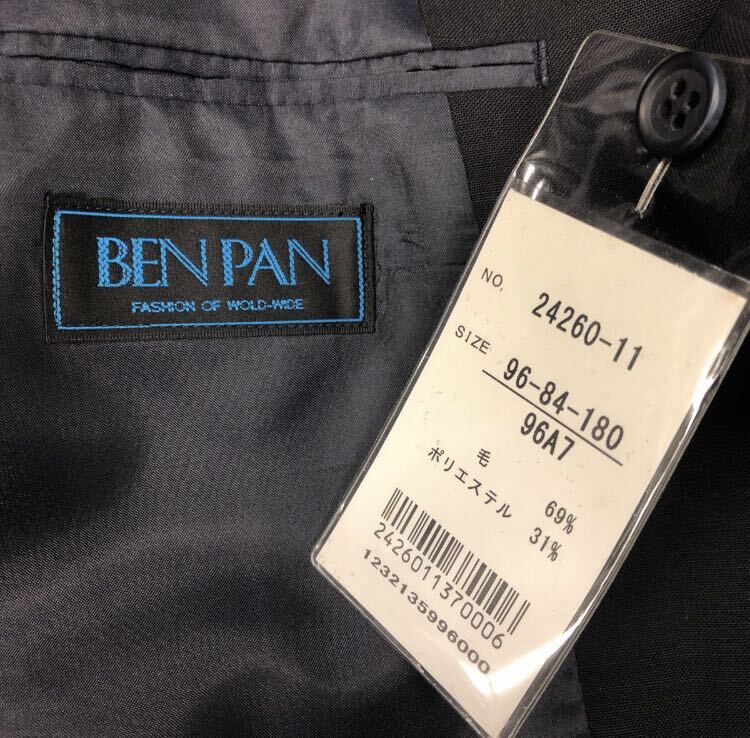 BEN PAN
FASHION OF WOLD-WIDE
NO. 24260-11
SIZE 96-84-180
96A7
毛 69%
ポリエステル 31%
2426011370006
1232135996000